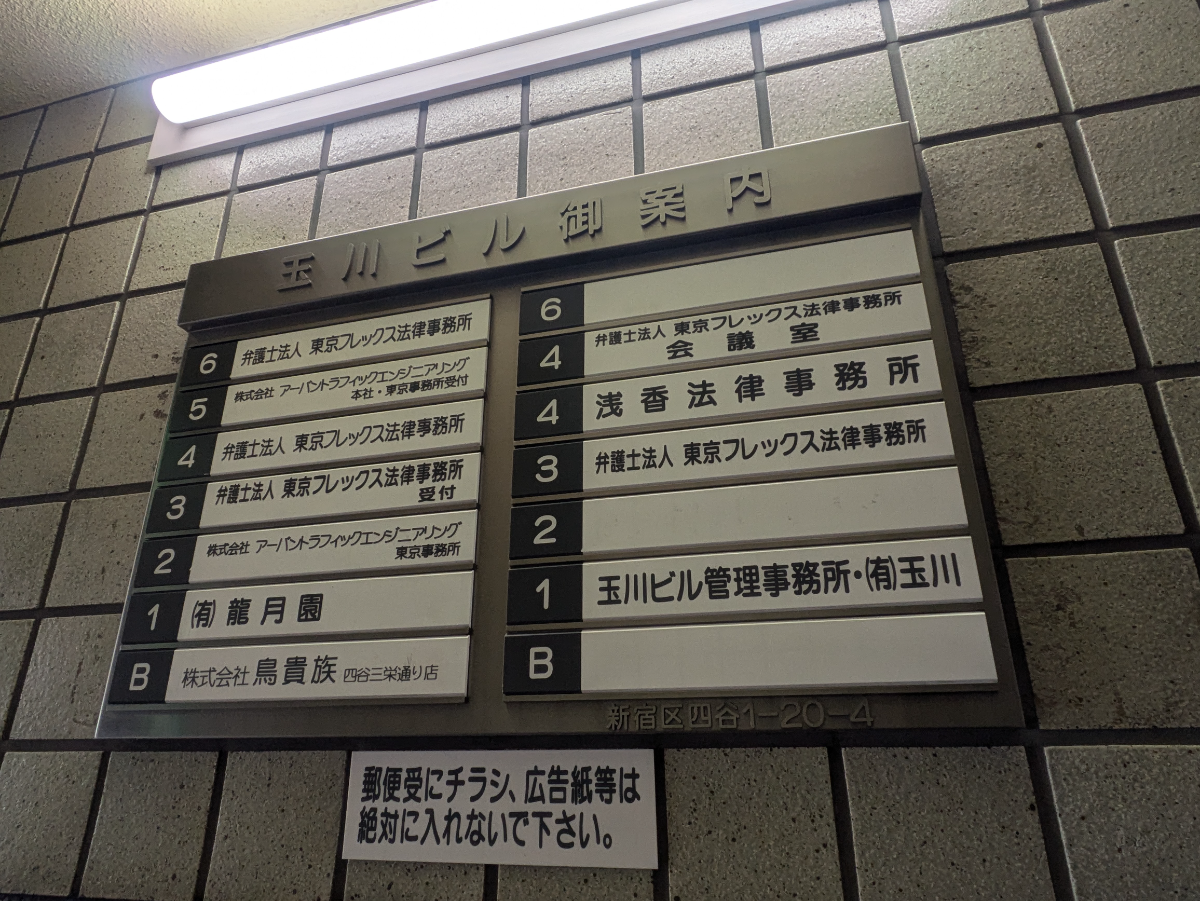 玉川ビル御案内
6 弁護士法人 東京フレックス法律事務所
5 株式会社 アーバントラフィックエンジニアリング
本社・東京事務所受付
4 弁護士法人 東京フレックス法律事務所
3 弁護士法人 東京フレックス法律事務所
受付
2 株式会社 アーバントラフィックエンジニアリング
東京事務所
1 (有) 龍月園
B 株式会社 鳥貴族 四谷三栄通り店
6
4 弁護士法人 東京フレックス法律事務所
会議室
4 浅香法律事務所
3 弁護士法人 東京フレックス法律事務所
2
1 玉川ビル管理事務所・(有)玉川
B
新宿区四谷1-20-4
郵便受にチラシ、広告紙等は
絶対に入れないで下さい。